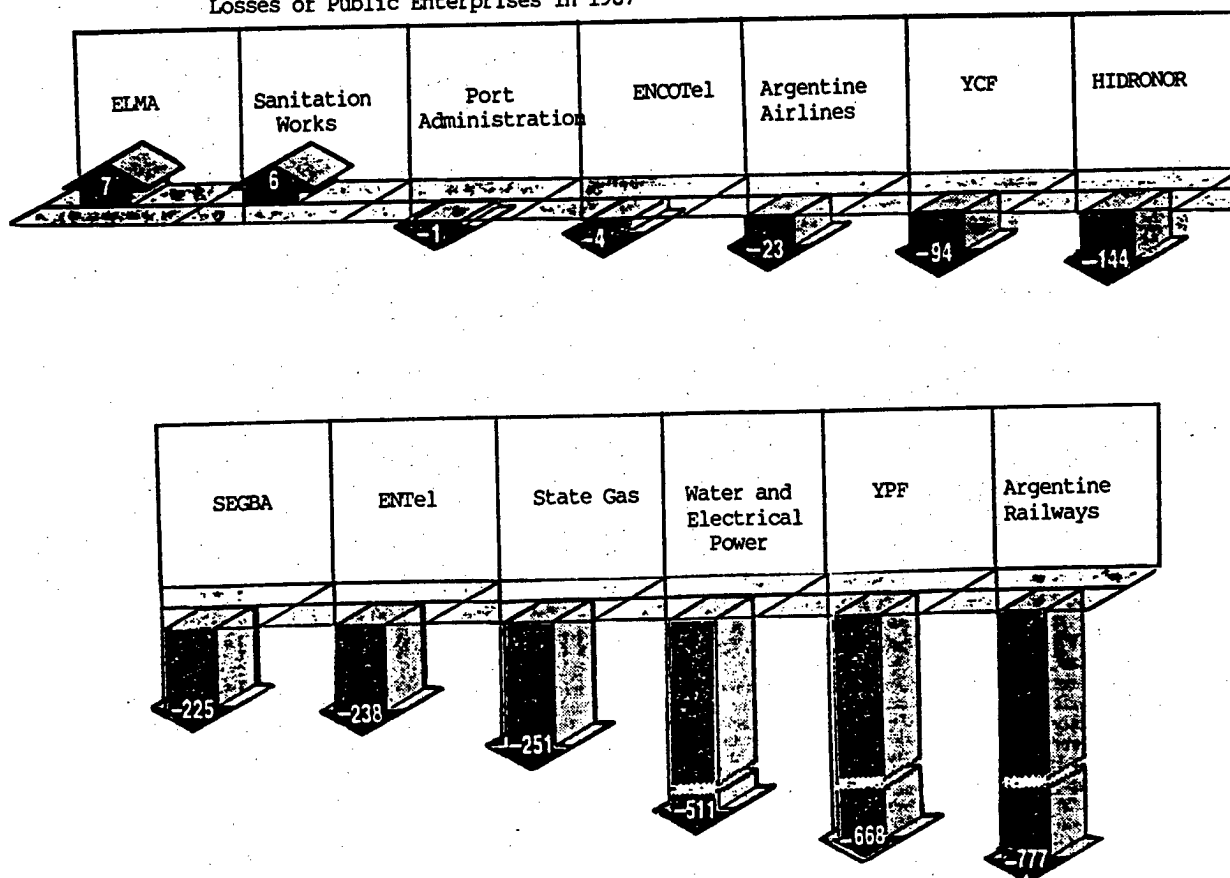 Losses of Public Enterprises in 1987
ELMA
Sanitation
Works
Port
Administration
ENCOTel
Argentine
Airlines
YCF
HIDRONOR
7
6
-1
-4
-23
-94
-144
SEGBA
ENTel
State Gas
Water and
Electrical
Power
YPF
Argentine
Railways
-225
-238
-251
-511
-668
-777